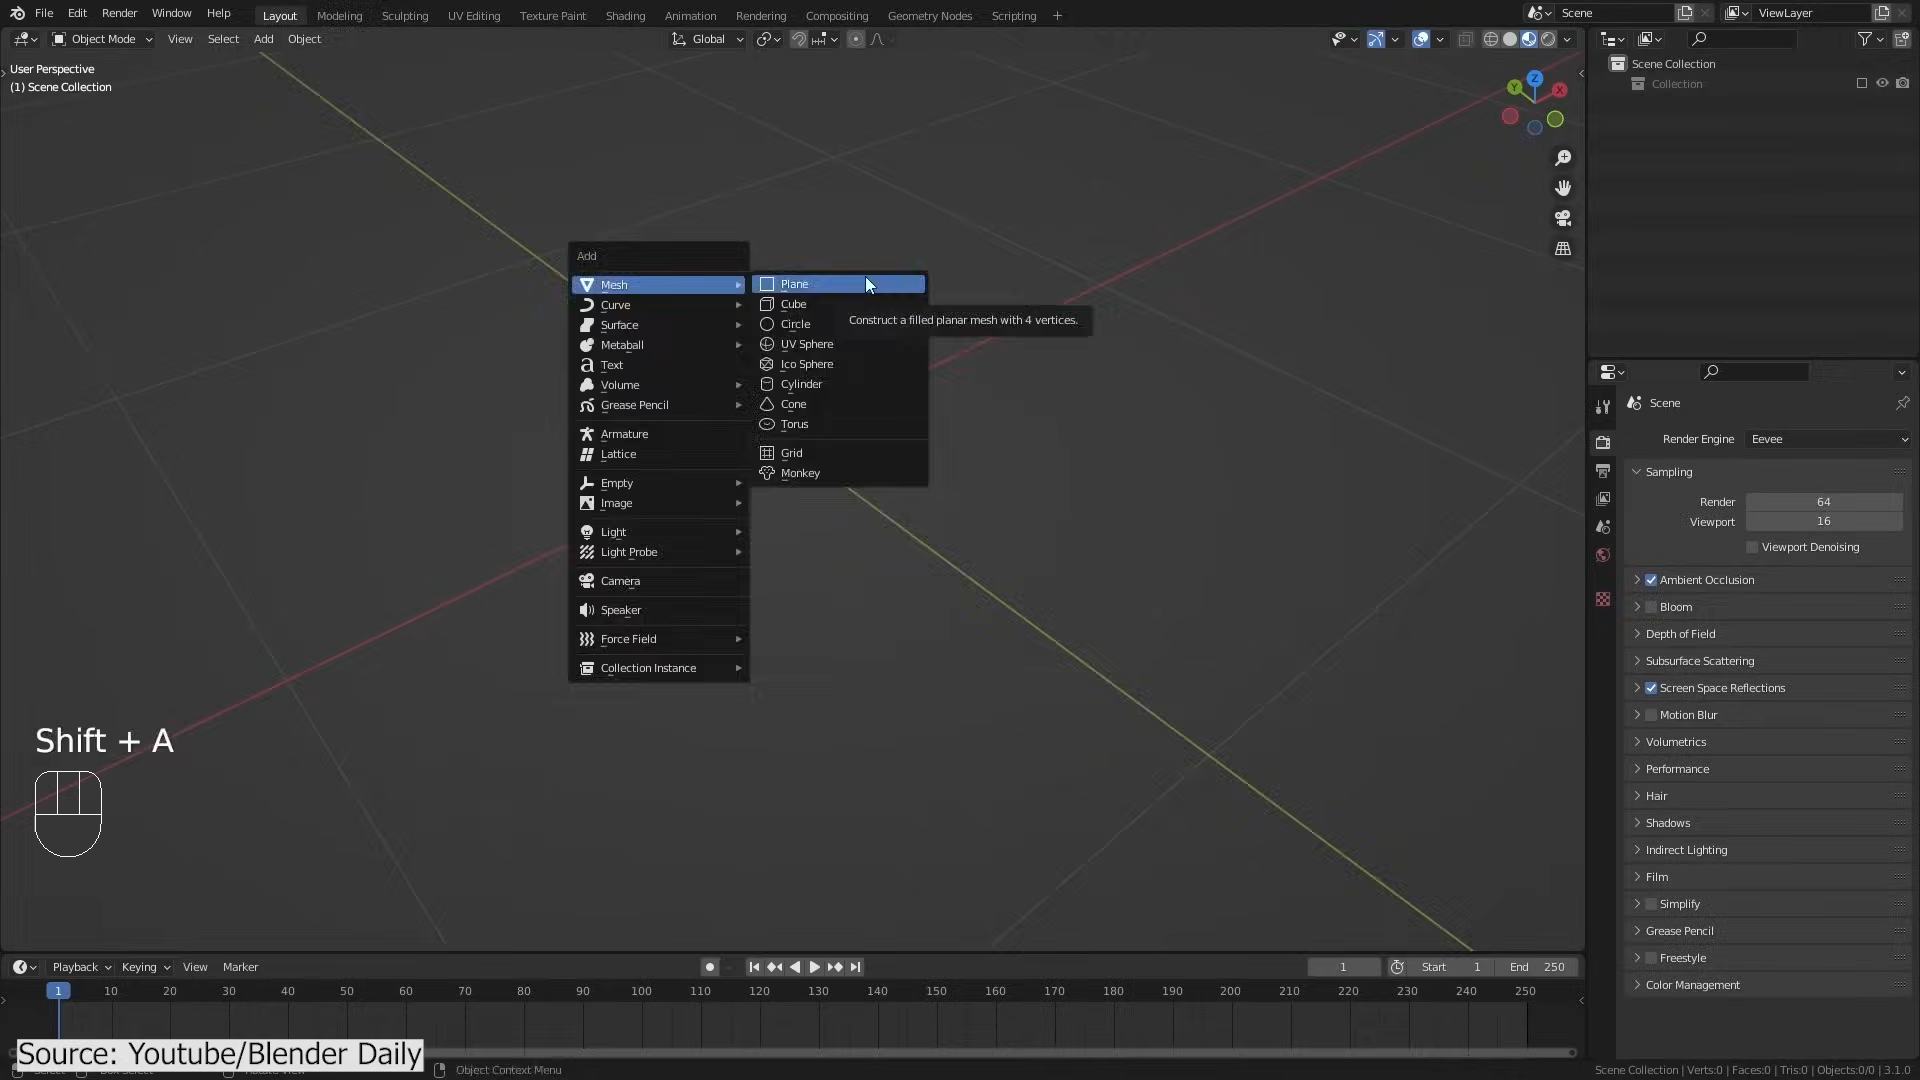 File Edit Render Window Help Layout Modeling Sculpting UV Editing Texture Paint Shading Animation Rendering Compositing Geometry Nodes Scripting + Scene ViewLayer
Object Mode View Select Add Object Global
User Perspective
(1) Scene Collection
Z
Y
X
Scene Collection
Collection
Add
Mesh
Curve
Surface
Metaball
Text
Volume
Grease Pencil
Armature
Lattice
Empty
Image
Light
Light Probe
Camera
Speaker
Force Field
Collection Instance
Plane
Cube
Circle
UV Sphere
Ico Sphere
Cylinder
Cone
Torus
Grid
Monkey
Construct a filled planar mesh with 4 vertices.
Scene
Render Engine Eevee
Sampling
Render 64
Viewport 16
Viewport Denoising
Ambient Occlusion
Bloom
Depth of Field
Subsurface Scattering
Screen Space Reflections
Motion Blur
Volumetrics
Performance
Hair
Shadows
Indirect Lighting
Film
Simplify
Grease Pencil
Freestyle
Color Management
Shift + A
Playback Keying View Marker 1 Start 1 End 250
1 10 20 30 40 50 60 70 80 90 100 110 120 130 140 150 160 170 180 190 200 210 220 230 240 250
Source: Youtube/Blender Daily
Object Context Menu
Scene Collection | Verts:0 | Faces:0 | Tris:0 | Objects:0/0 | 3.1.0